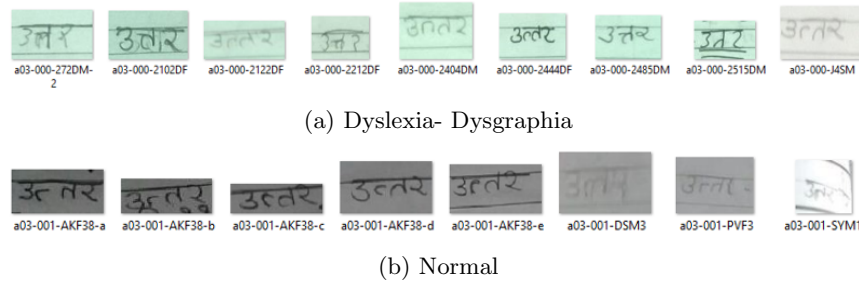 उत्तर उत्तर उत्तर उत्तर उत्तर उत्तर उत्तर उत्तर उत्तर
a03-000-272DM-2 a03-000-2102DF a03-000-2122DF a03-000-2212DF a03-000-2404DM a03-000-2444DF a03-000-2485DM a03-000-2515DM a03-000-J4SM
(a) Dyslexia- Dysgraphia
उत्तर उत्तर उत्तर उत्तर उत्तर उत्तर उत्तर
a03-001-AKF38-a a03-001-AKF38-b a03-001-AKF38-c a03-001-AKF38-d a03-001-AKF38-e a03-001-DSM3 a03-001-PVF3 a03-001-SYM1
(b) Normal